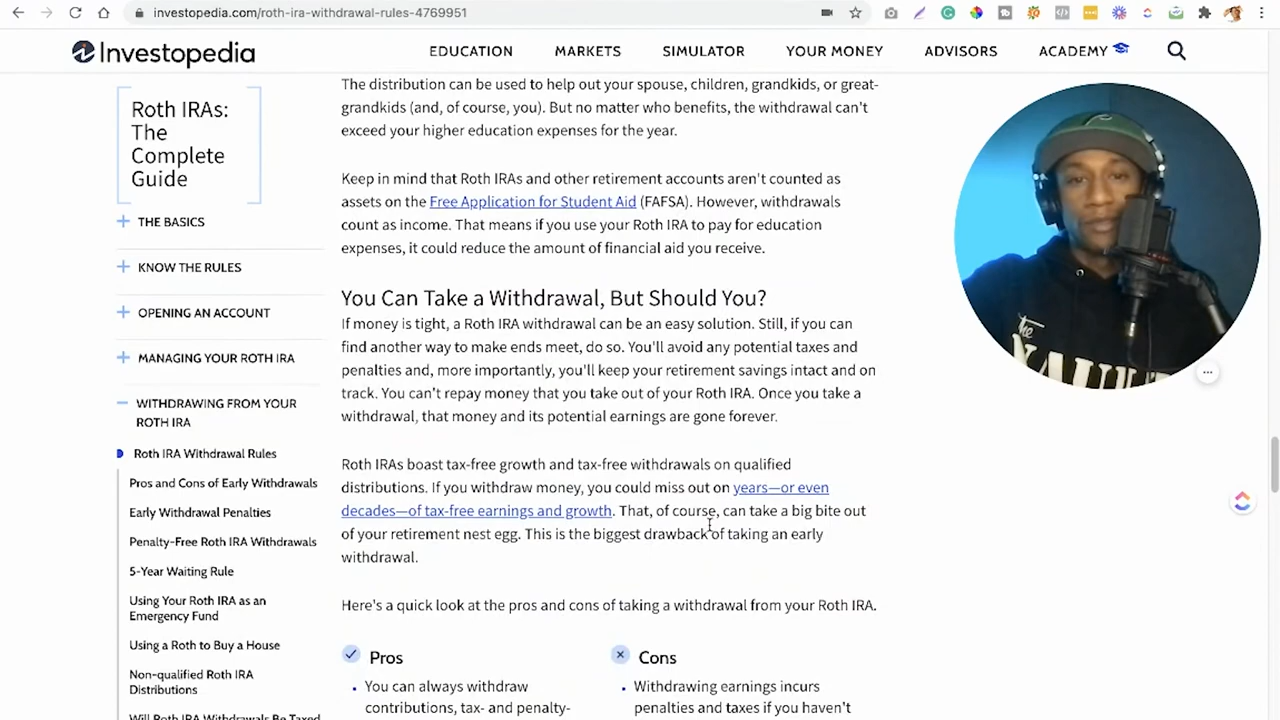 investopedia.com/roth-ira-withdrawal-rules-4769951
Investopedia
EDUCATION
MARKETS
SIMULATOR
YOUR MONEY
ADVISORS
ACADEMY
Roth IRAs:
The
Complete
Guide
THE BASICS
KNOW THE RULES
OPENING AN ACCOUNT
MANAGING YOUR ROTH IRA
WITHDRAWING FROM YOUR
ROTH IRA
Roth IRA Withdrawal Rules
Pros and Cons of Early Withdrawals
Early Withdrawal Penalties
Penalty-Free Roth IRA Withdrawals
5-Year Waiting Rule
Using Your Roth IRA as an
Emergency Fund
Using a Roth to Buy a House
Non-qualified Roth IRA
Distributions
Will Roth IRA Withdrawals Be Taxed
The distribution can be used to help out your spouse, children, grandkids, or great-
grandkids (and, of course, you). But no matter who benefits, the withdrawal can't
exceed your higher education expenses for the year.
Keep in mind that Roth IRAs and other retirement accounts aren't counted as
assets on the Free Application for Student Aid (FAFSA). However, withdrawals
count as income. That means if you use your Roth IRA to pay for education
expenses, it could reduce the amount of financial aid you receive.
You Can Take a Withdrawal, But Should You?
If money is tight, a Roth IRA withdrawal can be an easy solution. Still, if you can
find another way to make ends meet, do so. You'll avoid any potential taxes and
penalties and, more importantly, you'll keep your retirement savings intact and on
track. You can't repay money that you take out of your Roth IRA. Once you take a
withdrawal, that money and its potential earnings are gone forever.
Roth IRAs boast tax-free growth and tax-free withdrawals on qualified
distributions. If you withdraw money, you could miss out on years—or even
decades—of tax-free earnings and growth. That, of course, can take a big bite out
of your retirement nest egg. This is the biggest drawback of taking an early
withdrawal.
Here's a quick look at the pros and cons of taking a withdrawal from your Roth IRA.
Pros
You can always withdraw
contributions, tax- and penalty-
Cons
Withdrawing earnings incurs
penalties and taxes if you haven't
the